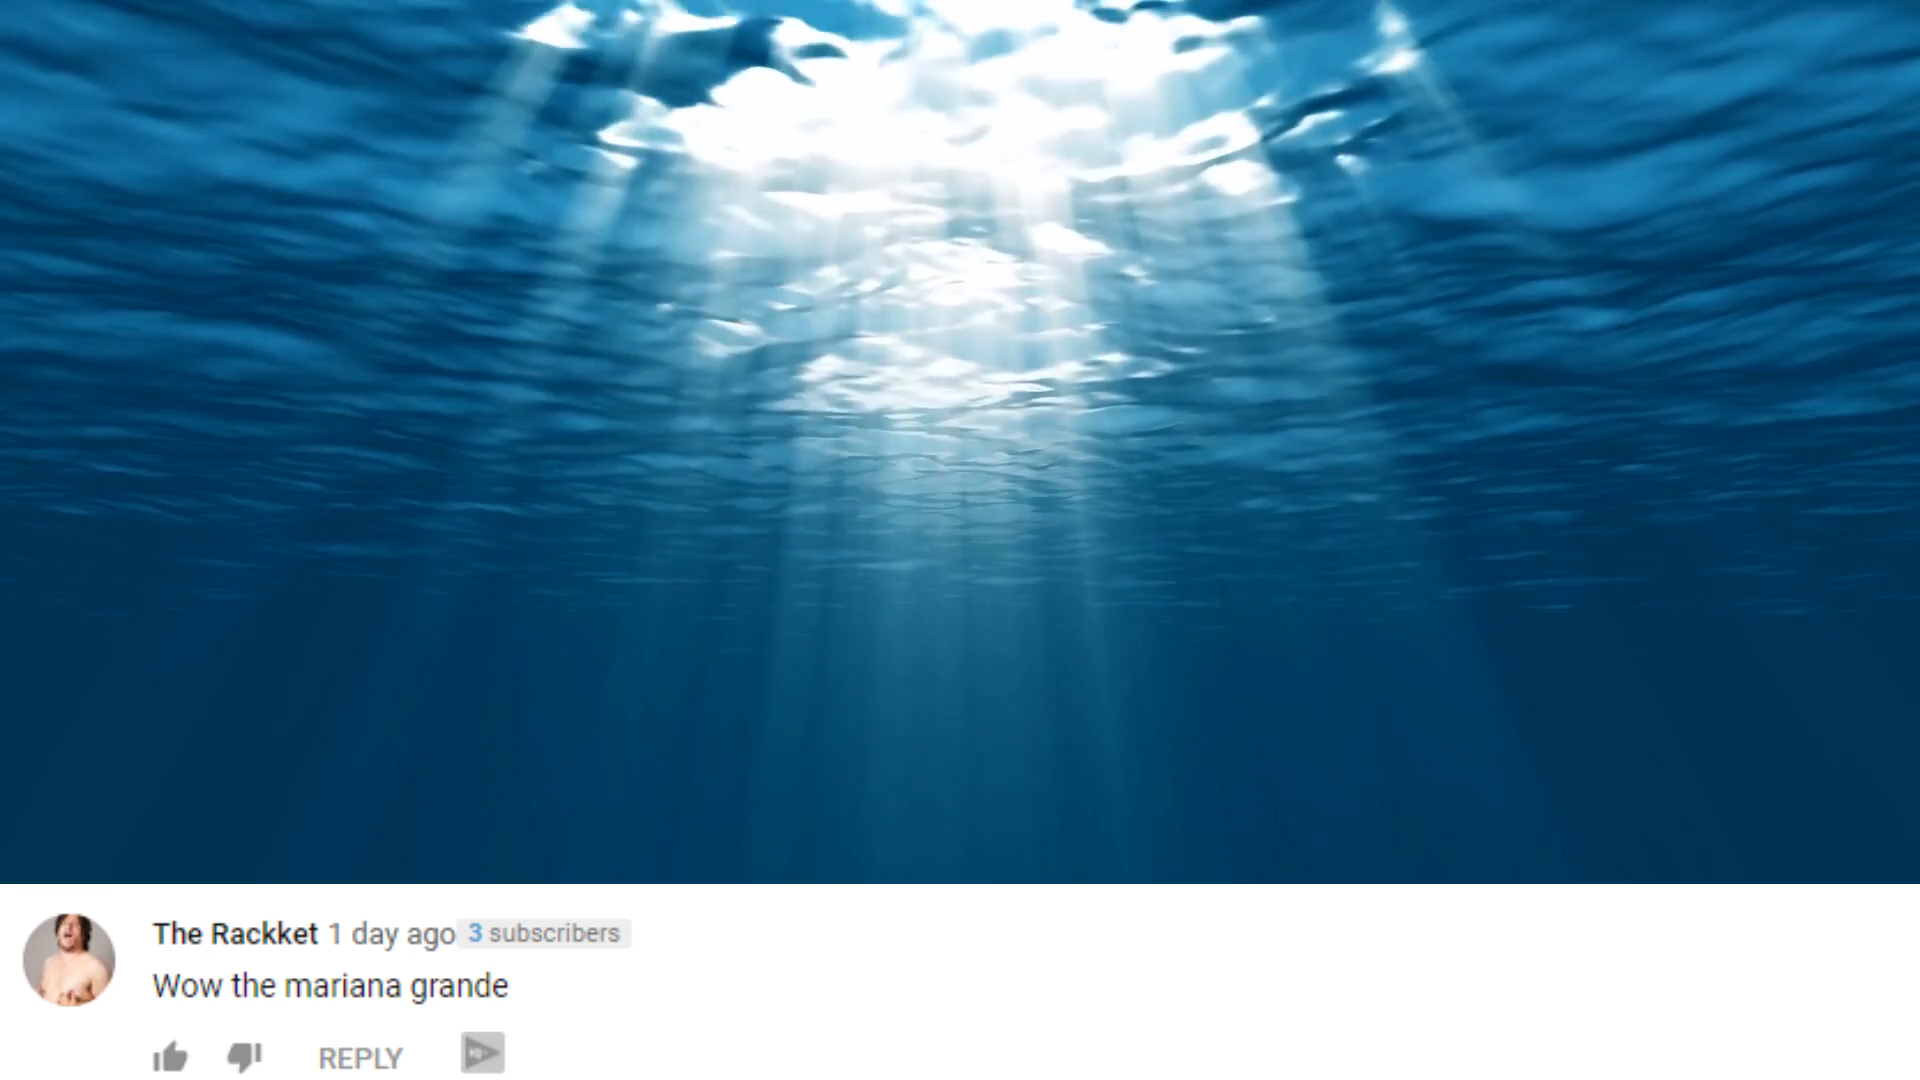 The Rackket 1 day ago 3 subscribers
Wow the mariana grande
REPLY